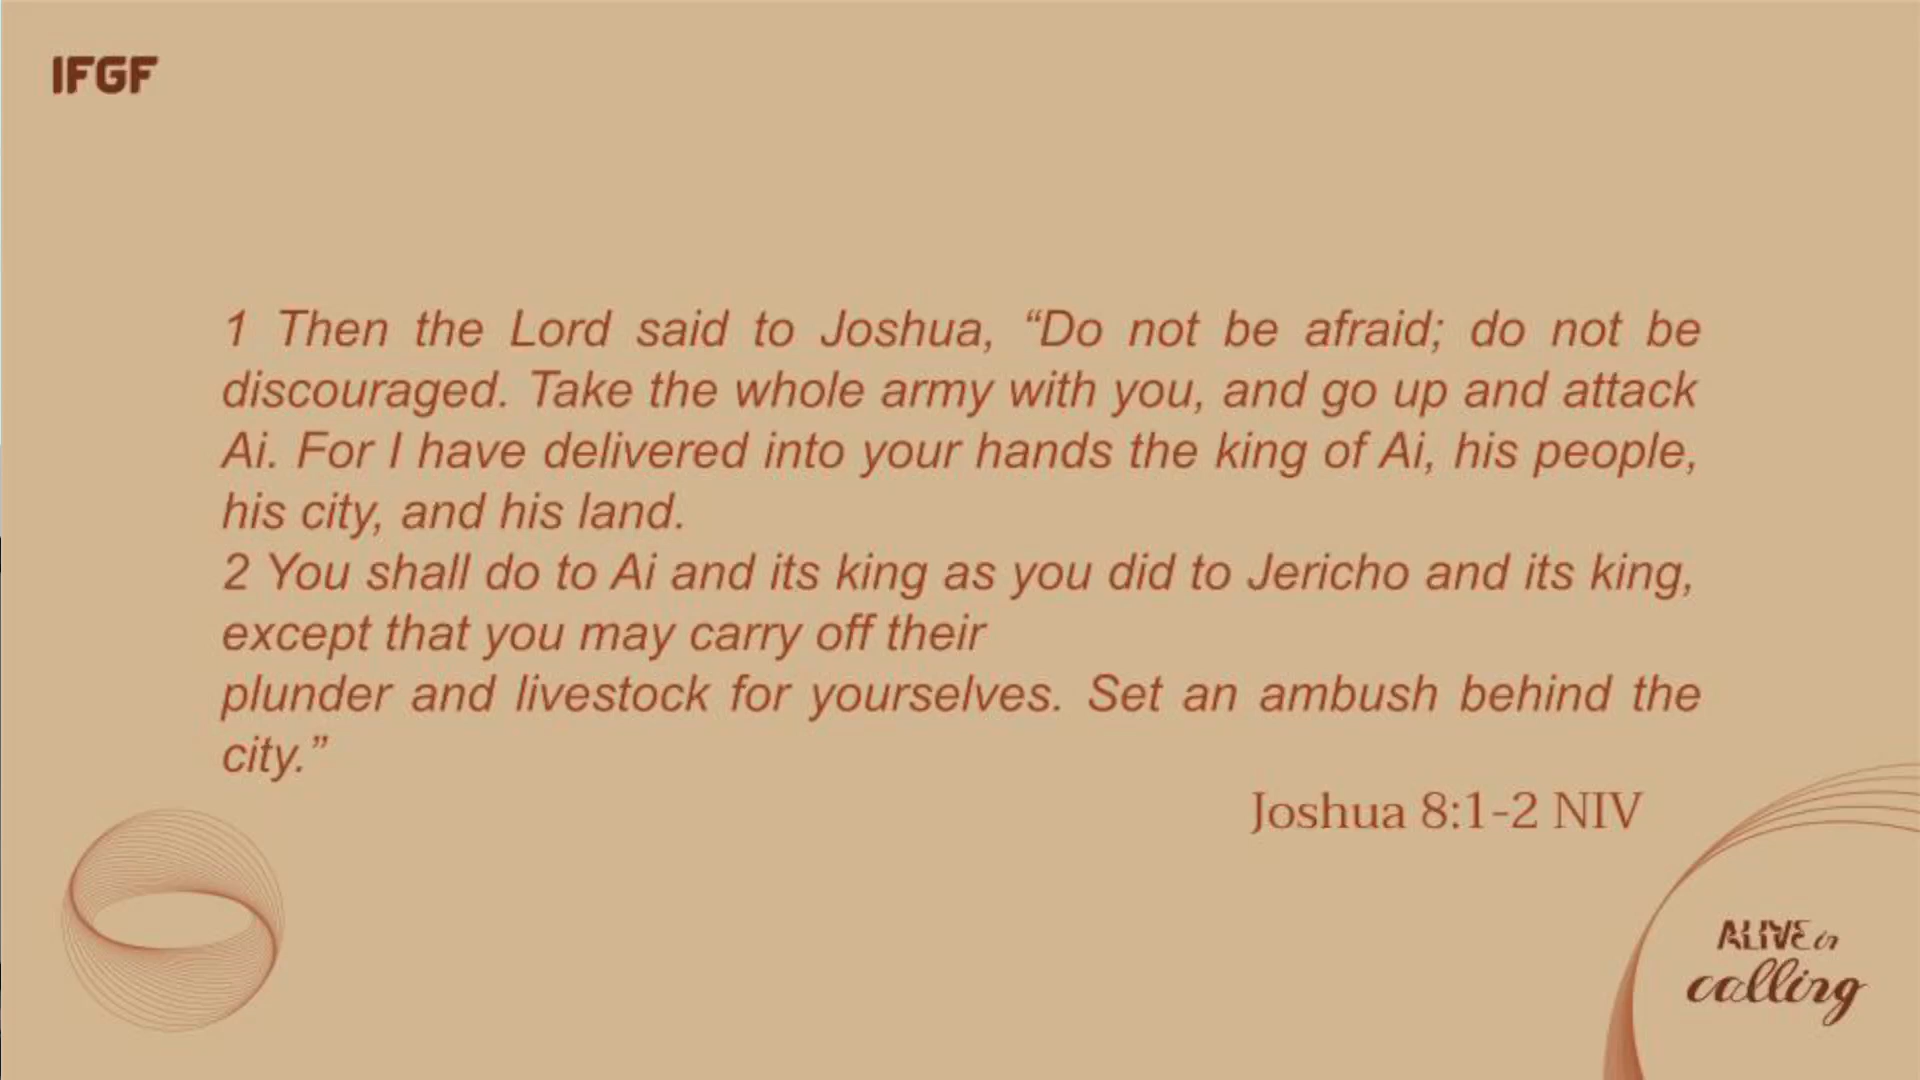 IFGF
1 Then the Lord said to Joshua, “Do not be afraid; do not be
discouraged. Take the whole army with you, and go up and attack
Ai. For I have delivered into your hands the king of Ai, his people,
his city, and his land.
2 You shall do to Ai and its king as you did to Jericho and its king,
except that you may carry off their
plunder and livestock for yourselves. Set an ambush behind the
city.”
Joshua 8:1-2 NIV
ALIVE in
calling